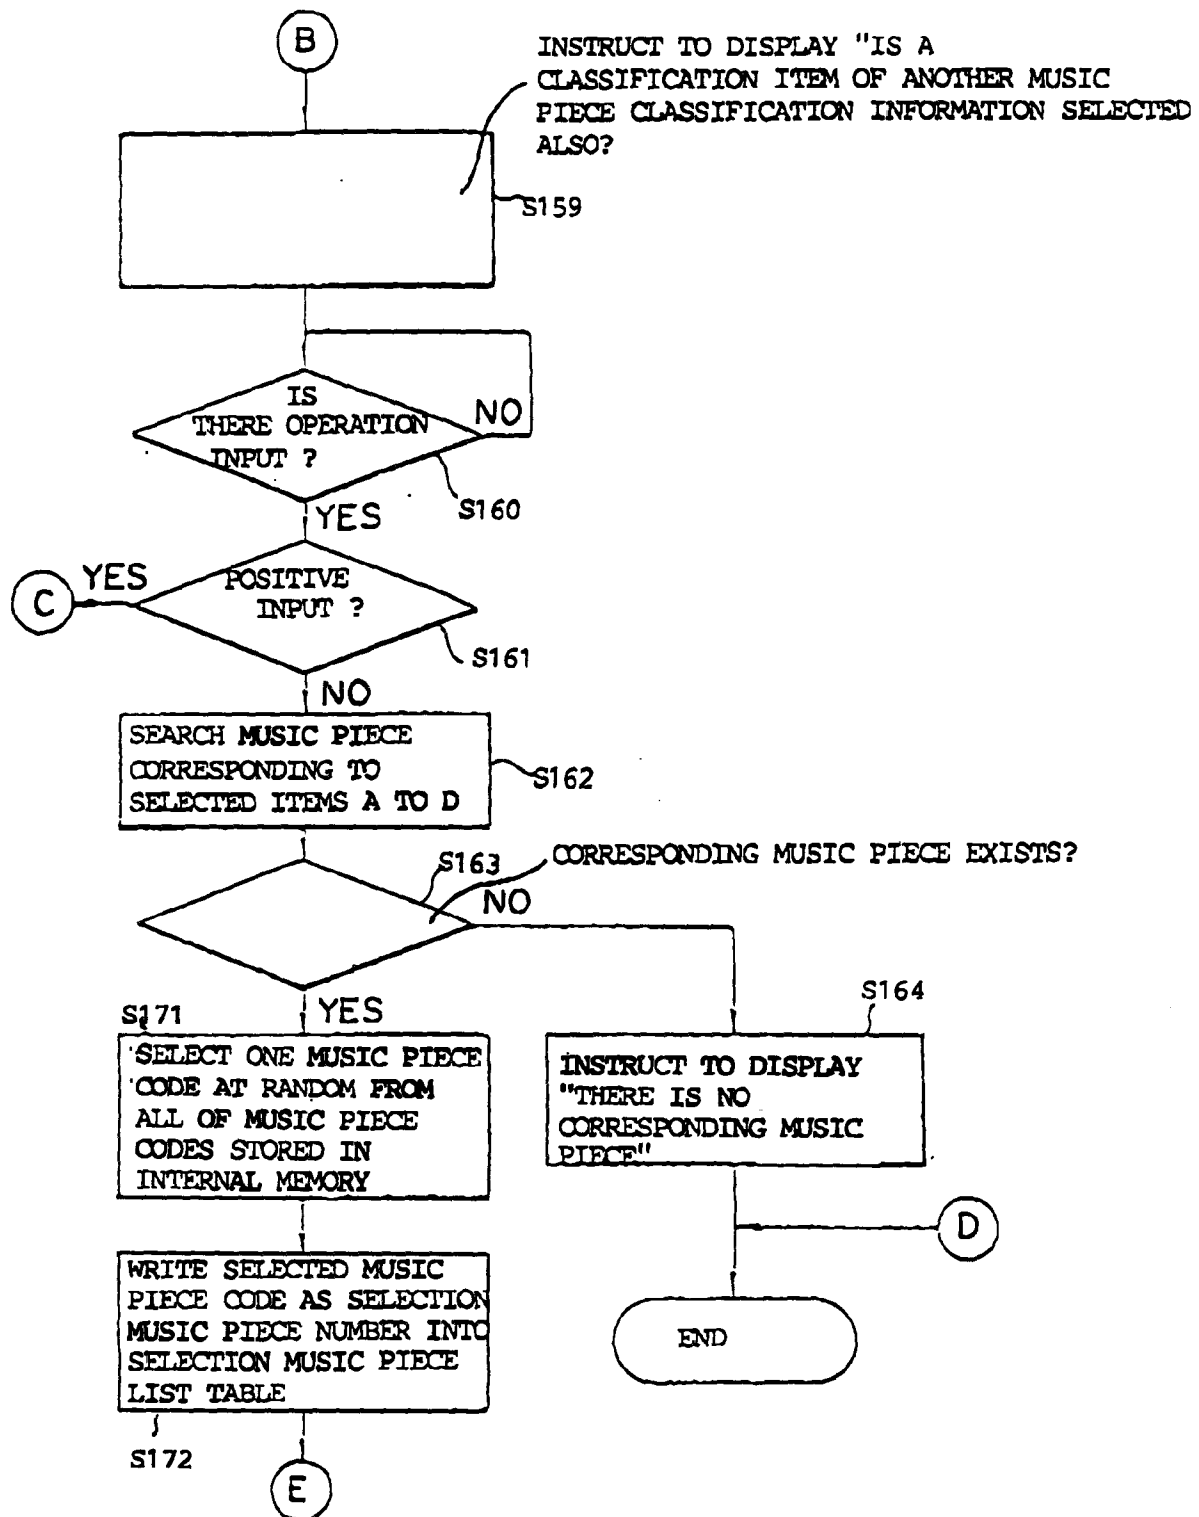 B
INSTRUCT TO DISPLAY "IS A
CLASSIFICATION ITEM OF ANOTHER MUSIC
PIECE CLASSIFICATION INFORMATION SELECTED
ALSO?
S159
IS
THERE OPERATION
INPUT ?
NO
S160
YES
POSITIVE
INPUT ?
YES
C
S161
NO
SEARCH MUSIC PIECE
CORRESPONDING TO
SELECTED ITEMS A TO D
S162
S163
CORRESPONDING MUSIC PIECE EXISTS?
NO
YES
S171
SELECT ONE MUSIC PIECE
CODE AT RANDOM FROM
ALL OF MUSIC PIECE
CODES STORED IN
INTERNAL MEMORY
S164
INSTRUCT TO DISPLAY
"THERE IS NO
CORRESPONDING MUSIC
PIECE"
D
WRITE SELECTED MUSIC
PIECE CODE AS SELECTION
MUSIC PIECE NUMBER INTO
SELECTION MUSIC PIECE
LIST TABLE
END
S172
E